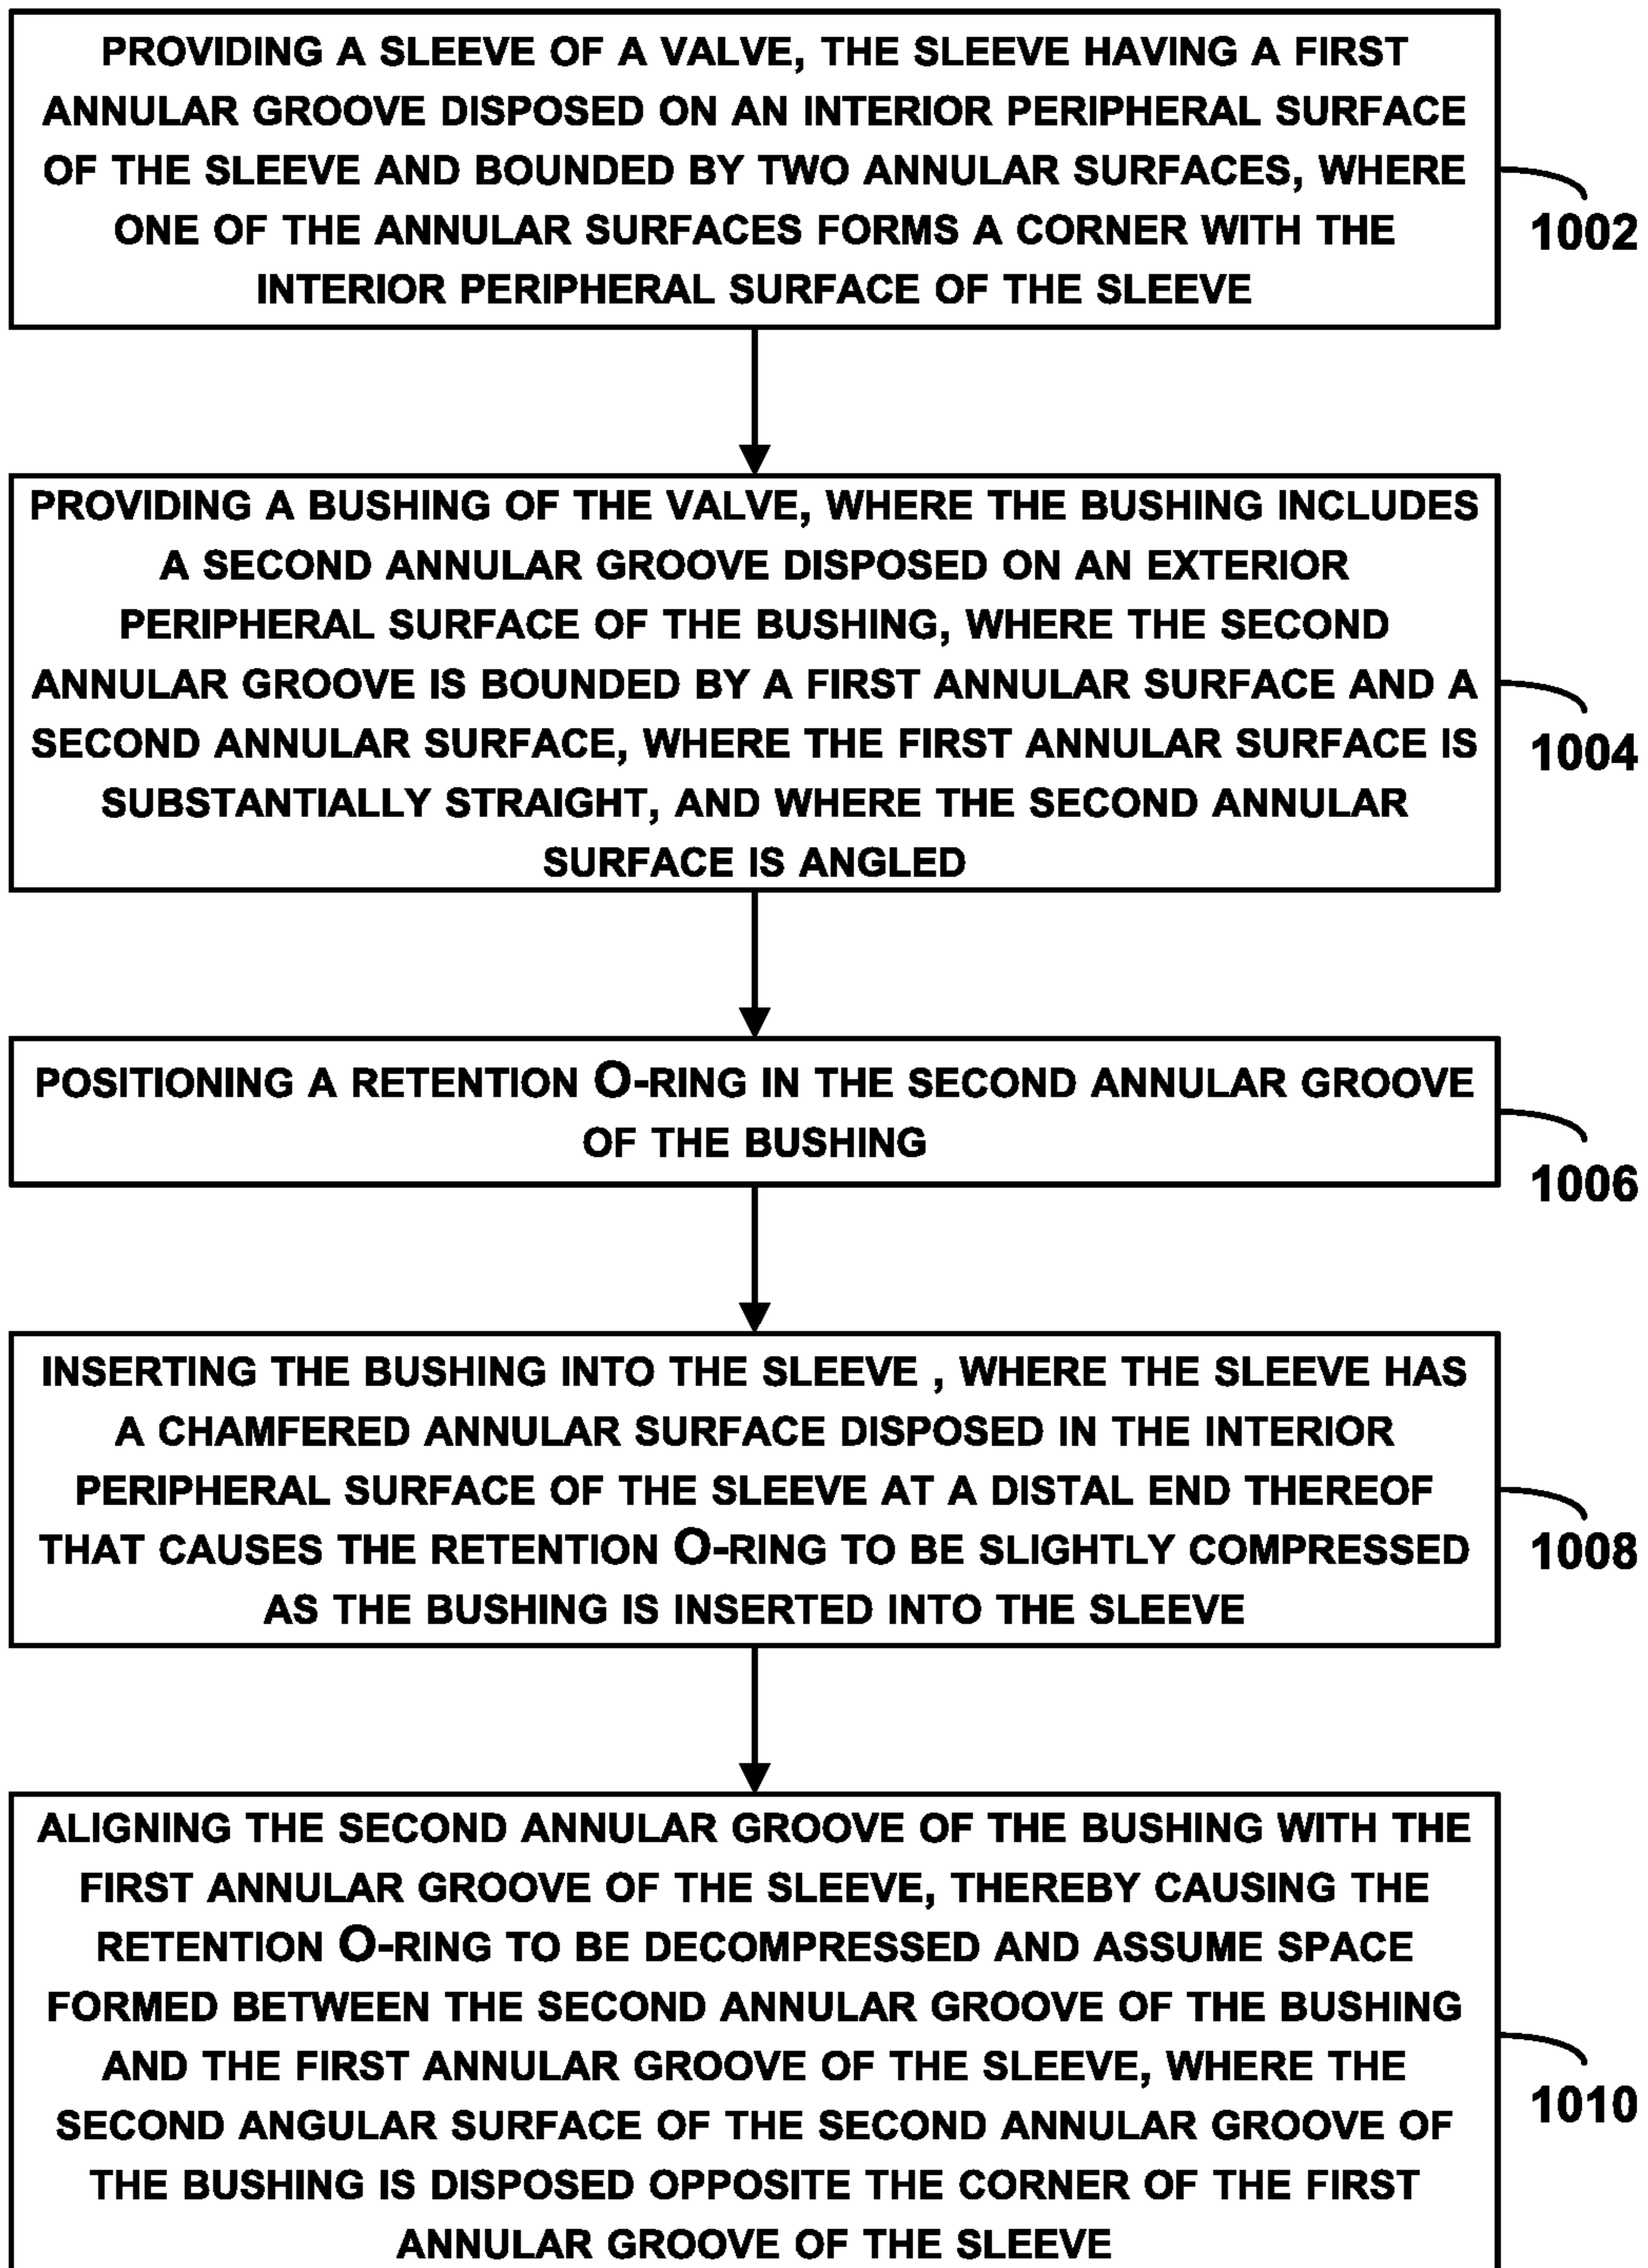 PROVIDING A SLEEVE OF A VALVE, THE SLEEVE HAVING A FIRST
ANNULAR GROOVE DISPOSED ON AN INTERIOR PERIPHERAL SURFACE
OF THE SLEEVE AND BOUNDED BY TWO ANNULAR SURFACES, WHERE
ONE OF THE ANNULAR SURFACES FORMS A CORNER WITH THE
INTERIOR PERIPHERAL SURFACE OF THE SLEEVE
1002
PROVIDING A BUSHING OF THE VALVE, WHERE THE BUSHING INCLUDES
A SECOND ANNULAR GROOVE DISPOSED ON AN EXTERIOR
PERIPHERAL SURFACE OF THE BUSHING, WHERE THE SECOND
ANNULAR GROOVE IS BOUNDED BY A FIRST ANNULAR SURFACE AND A
SECOND ANNULAR SURFACE, WHERE THE FIRST ANNULAR SURFACE IS
SUBSTANTIALLY STRAIGHT, AND WHERE THE SECOND ANNULAR
SURFACE IS ANGLED
1004
POSITIONING A RETENTION O-RING IN THE SECOND ANNULAR GROOVE
OF THE BUSHING
1006
INSERTING THE BUSHING INTO THE SLEEVE , WHERE THE SLEEVE HAS
A CHAMFERED ANNULAR SURFACE DISPOSED IN THE INTERIOR
PERIPHERAL SURFACE OF THE SLEEVE AT A DISTAL END THEREOF
THAT CAUSES THE RETENTION O-RING TO BE SLIGHTLY COMPRESSED
AS THE BUSHING IS INSERTED INTO THE SLEEVE
1008
ALIGNING THE SECOND ANNULAR GROOVE OF THE BUSHING WITH THE
FIRST ANNULAR GROOVE OF THE SLEEVE, THEREBY CAUSING THE
RETENTION O-RING TO BE DECOMPRESSED AND ASSUME SPACE
FORMED BETWEEN THE SECOND ANNULAR GROOVE OF THE BUSHING
AND THE FIRST ANNULAR GROOVE OF THE SLEEVE, WHERE THE
SECOND ANGULAR SURFACE OF THE SECOND ANNULAR GROOVE OF
THE BUSHING IS DISPOSED OPPOSITE THE CORNER OF THE FIRST
ANNULAR GROOVE OF THE SLEEVE
1010